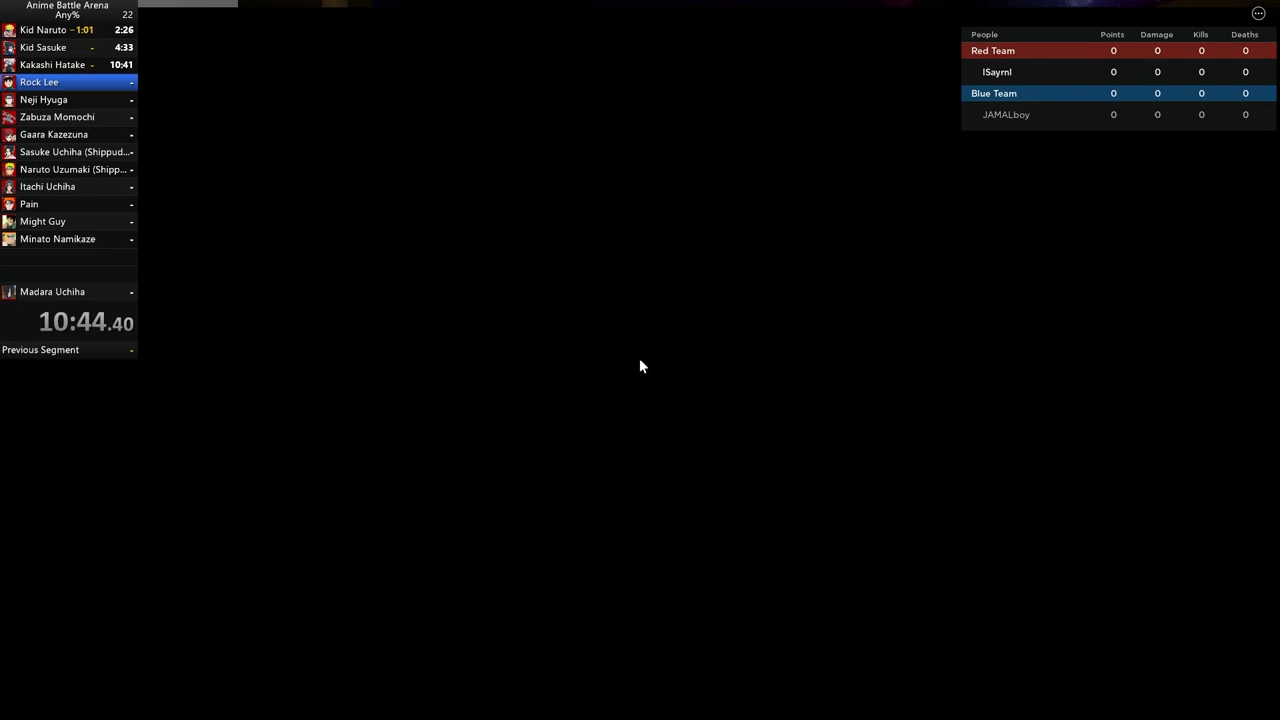 Anime Battle Arena
Any% 22
Kid Naruto −1:01 2:26
Kid Sasuke - 4:33
Kakashi Hatake - 10:41
Rock Lee -
Neji Hyuga -
Zabuza Momochi -
Gaara Kazezuna -
Sasuke Uchiha (Shippud... -
Naruto Uzumaki (Shipp... -
Itachi Uchiha -
Pain -
Might Guy -
Minato Namikaze -
Madara Uchiha -
10:44.40
Previous Segment -
People Points Damage Kills Deaths
Red Team 0 0 0 0
ISayrnI 0 0 0 0
Blue Team 0 0 0 0
JAMALboy 0 0 0 0